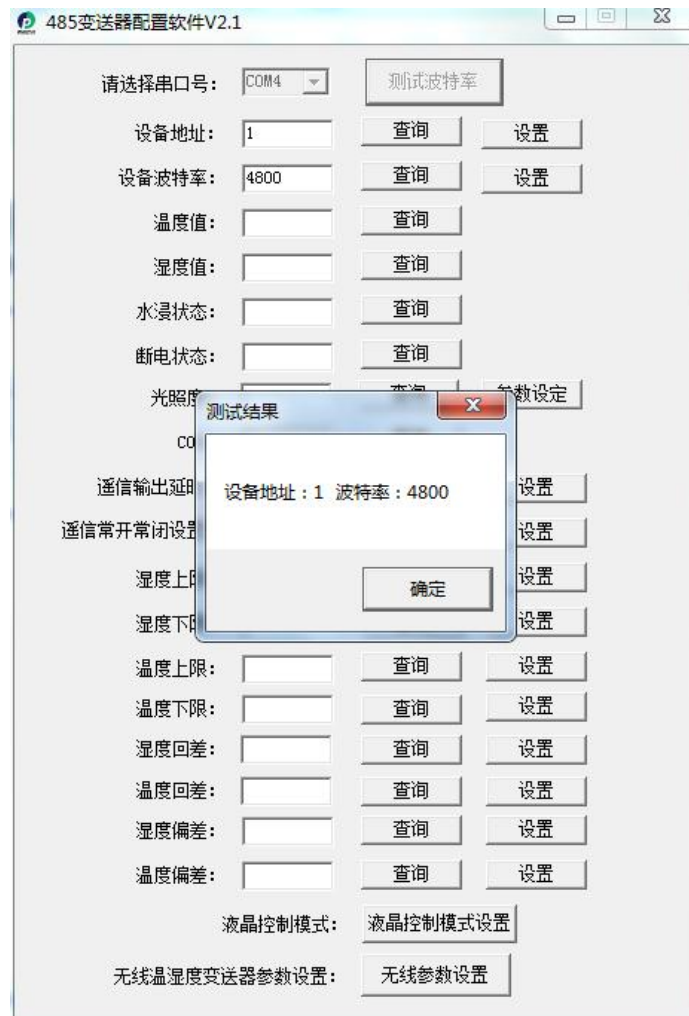 485变送器配置软件V2.1
请选择串口号： COM4 测试波特率
设备地址： 1 查询 设置
设备波特率： 4800 查询 设置
温度值： 查询
湿度值： 查询
水浸状态： 查询
断电状态： 查询
光照度 查询 参数设定
测试结果
CO
设备地址：1 波特率：4800
遥信输出延时 设置
遥信常开常闭设置 设置
湿度上限 设置
确定
湿度下限 设置
温度上限： 查询 设置
温度下限： 查询 设置
湿度回差： 查询 设置
温度回差： 查询 设置
湿度偏差： 查询 设置
温度偏差： 查询 设置
液晶控制模式： 液晶控制模式设置
无线温湿度变送器参数设置： 无线参数设置